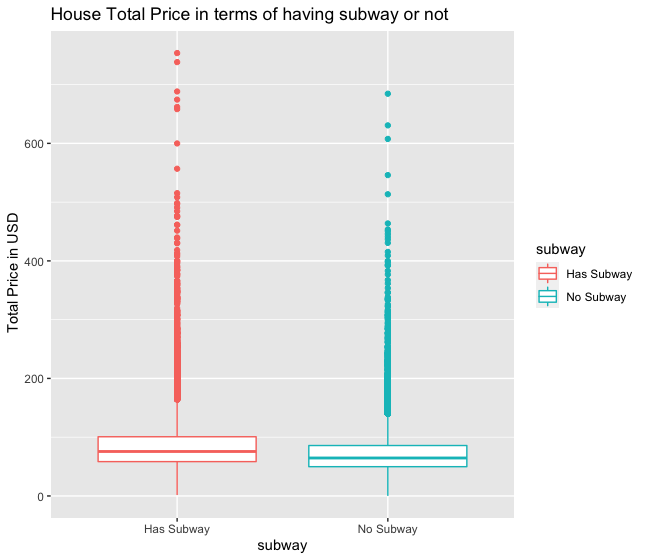 House Total Price in terms of having subway or not
Total Price in USD
600
400
200
0
Has Subway
No Subway
subway
subway
Has Subway
No Subway